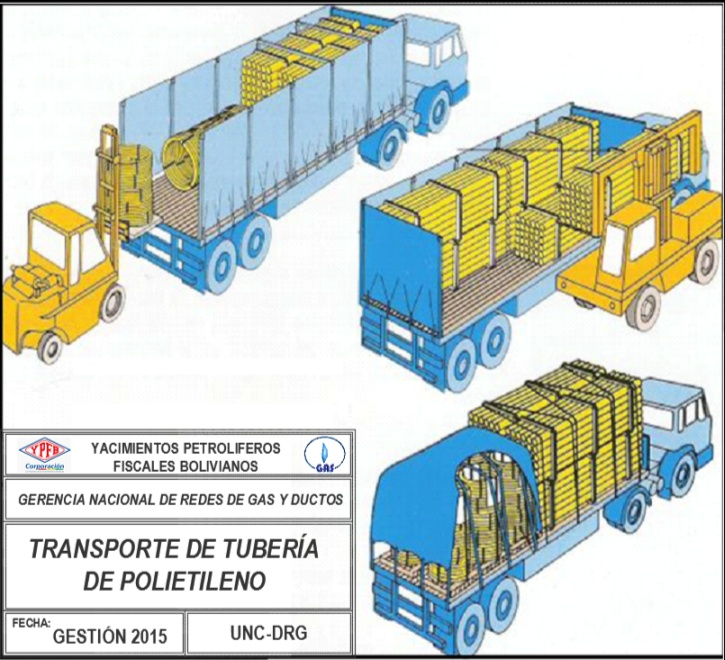 YPFB
Corporación
YACIMIENTOS PETROLIFEROS
FISCALES BOLIVIANOS
GAS
GERENCIA NACIONAL DE REDES DE GAS Y DUCTOS
TRANSPORTE DE TUBERÍA
DE POLIETILENO
FECHA:
GESTIÓN 2015
UNC-DRG